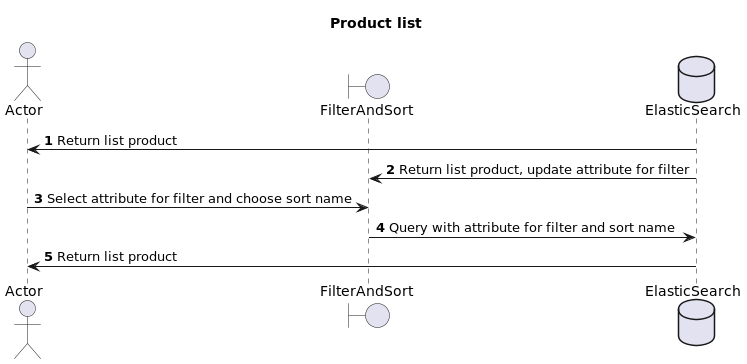 Product list
Actor FilterAndSort ElasticSearch
1 Return list product
2 Return list product, update attribute for filter
3 Select attribute for filter and choose sort name
4 Query with attribute for filter and sort name
5 Return list product
Actor FilterAndSort ElasticSearch